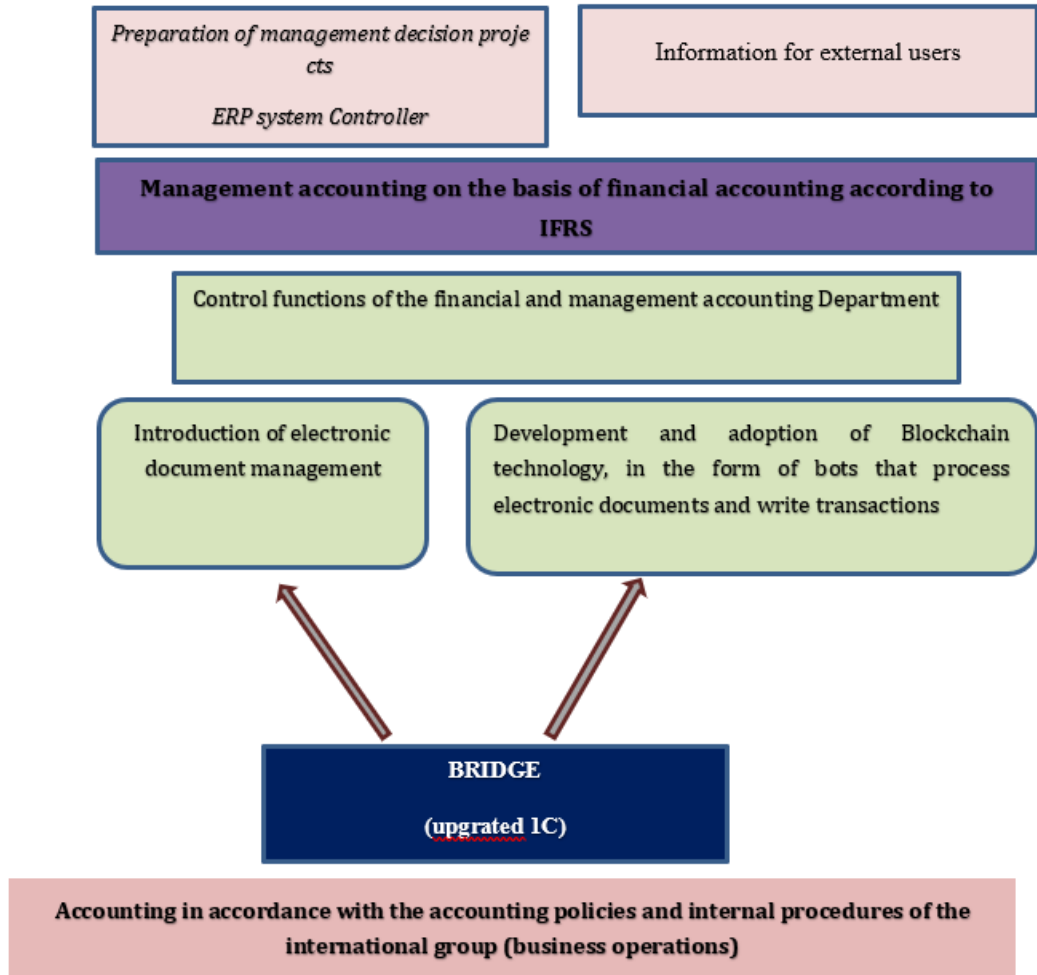 Preparation of management decision proje
cts
ERP system Controller
Information for external users
Management accounting on the basis of financial accounting according to
IFRS
Control functions of the financial and management accounting Department
Introduction of electronic
document management
Development and adoption of Blockchain
technology, in the form of bots that process
electronic documents and write transactions
BRIDGE
(upgrated 1C)
Accounting in accordance with the accounting policies and internal procedures of the
international group (business operations)